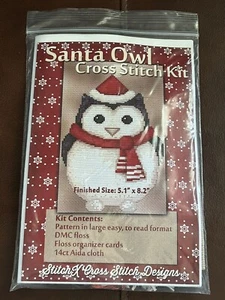 Santa Owl
Cross Stitch Kit
Finished Size: 5.1" x 8.2"
Kit Contents:
Pattern in large easy, to read format
DMC floss
Floss organizer cards
14ct Aida cloth
StitchX Cross Stitch Designs